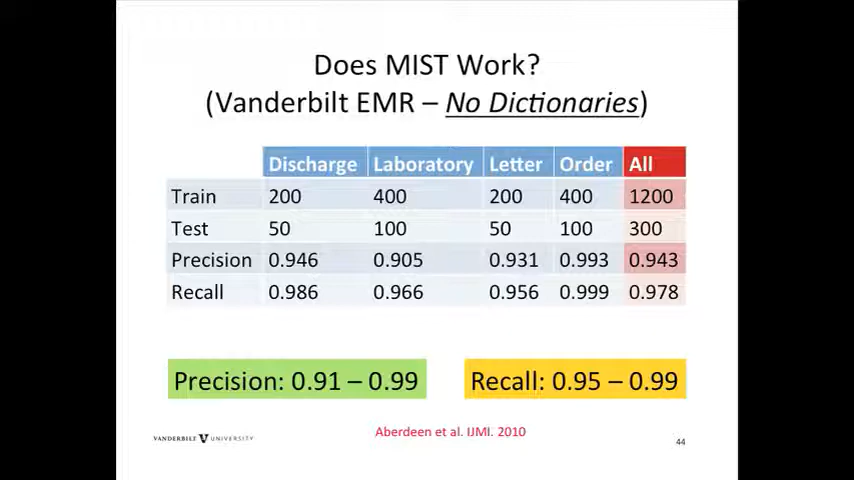 Does MIST Work?
(Vanderbilt EMR – No Dictionaries)
Discharge Laboratory Letter Order All
Train 200 400 200 400 1200
Test 50 100 50 100 300
Precision 0.946 0.905 0.931 0.993 0.943
Recall 0.986 0.966 0.956 0.999 0.978
Precision: 0.91 – 0.99
Recall: 0.95 – 0.99
Aberdeen et al. IJMI. 2010
VANDERBILT V UNIVERSITY
44